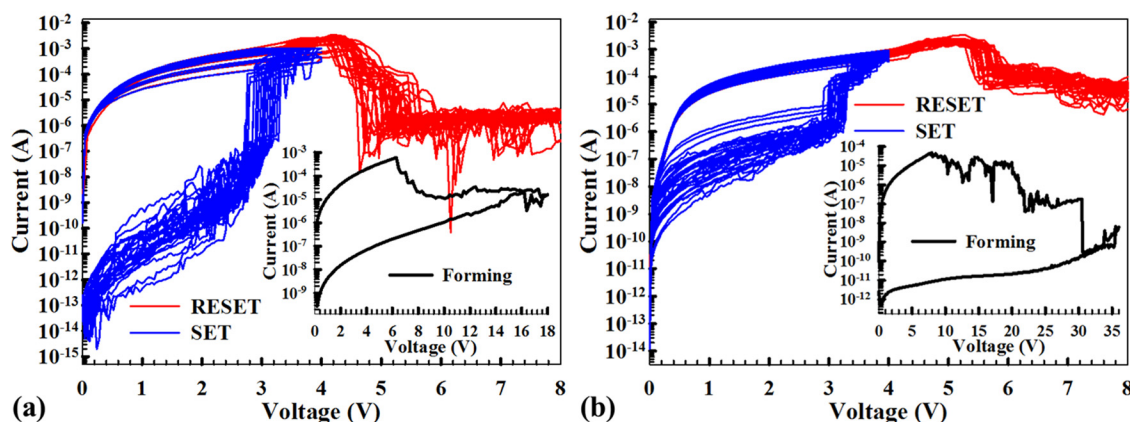 10⁻² 10⁻³ 10⁻⁴ 10⁻⁵ 10⁻⁶ 10⁻⁷ 10⁻⁸ 10⁻⁹ 10⁻¹⁰ 10⁻¹¹ 10⁻¹² 10⁻¹³ 10⁻¹⁴ 10⁻¹⁵
Current (A)
RESET
SET
10⁻³ 10⁻⁴ 10⁻⁵ 10⁻⁶ 10⁻⁷ 10⁻⁸ 10⁻⁹
Current (A)
Forming
0 2 4 6 8 10 12 14 16 18
Voltage (V)
0 1 2 3 4 5 6 7 8
(a) Voltage (V)
10⁻² 10⁻³ 10⁻⁴ 10⁻⁵ 10⁻⁶ 10⁻⁷ 10⁻⁸ 10⁻⁹ 10⁻¹⁰ 10⁻¹¹ 10⁻¹² 10⁻¹³ 10⁻¹⁴
Current (A)
RESET
SET
10⁻⁴ 10⁻⁵ 10⁻⁶ 10⁻⁷ 10⁻⁸ 10⁻⁹ 10⁻¹⁰ 10⁻¹¹ 10⁻¹²
Current (A)
Forming
0 5 10 15 20 25 30 35
Voltage (V)
0 1 2 3 4 5 6 7 8
(b) Voltage (V)